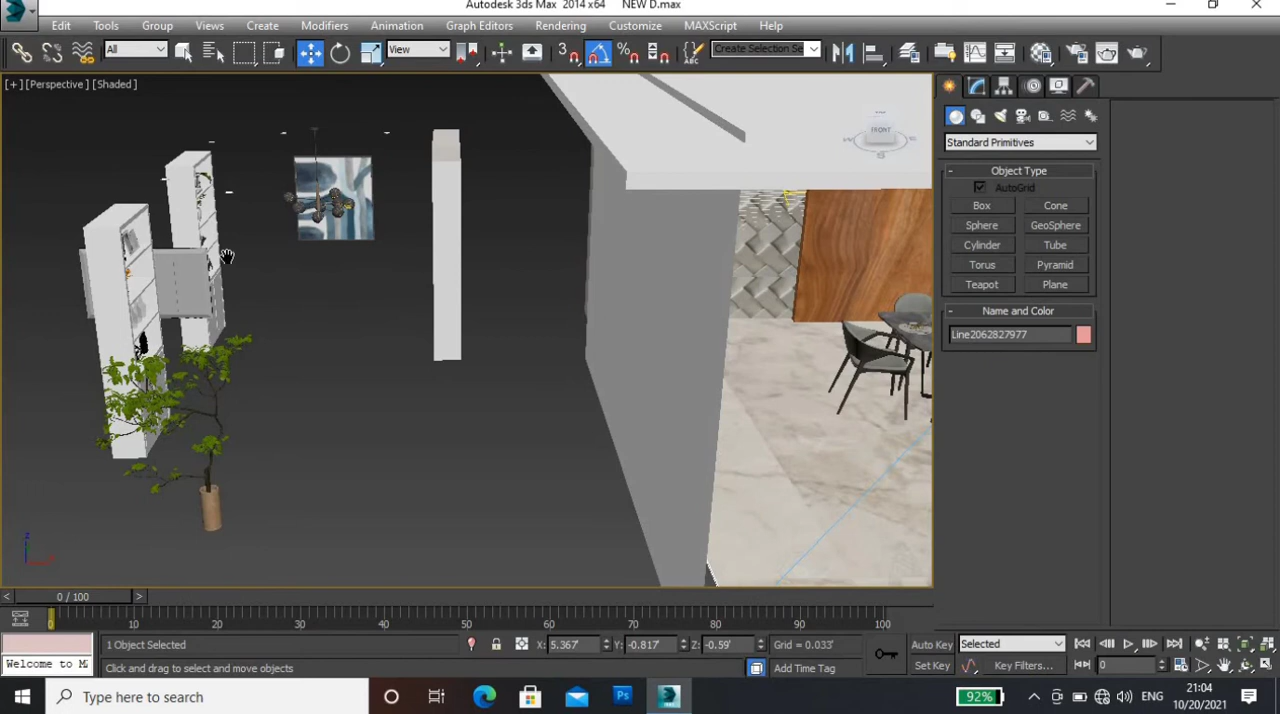 Autodesk 3ds Max 2014 x64 NEW D.max
Edit Tools Group Views Create Modifiers Animation Graph Editors Rendering Customize MAXScript Help
All View Create Selection Se
[+] [Perspective] [Shaded]
FRONT
Standard Primitives
- Object Type
AutoGrid
Box Cone
Sphere GeoSphere
Cylinder Tube
Torus Pyramid
Teapot Plane
- Name and Color
Line2062827977
< 0 / 100 >
0 10 20 30 40 50 60 70 80 90 100
1 Object Selected X: 5.367' Y: -0.817' Z: -0.59' Grid = 0.033' Auto Key Selected
Welcome to M Click and drag to select and move objects Add Time Tag Set Key Key Filters... 0
Type here to search 92% ENG 21:04
10/20/2021